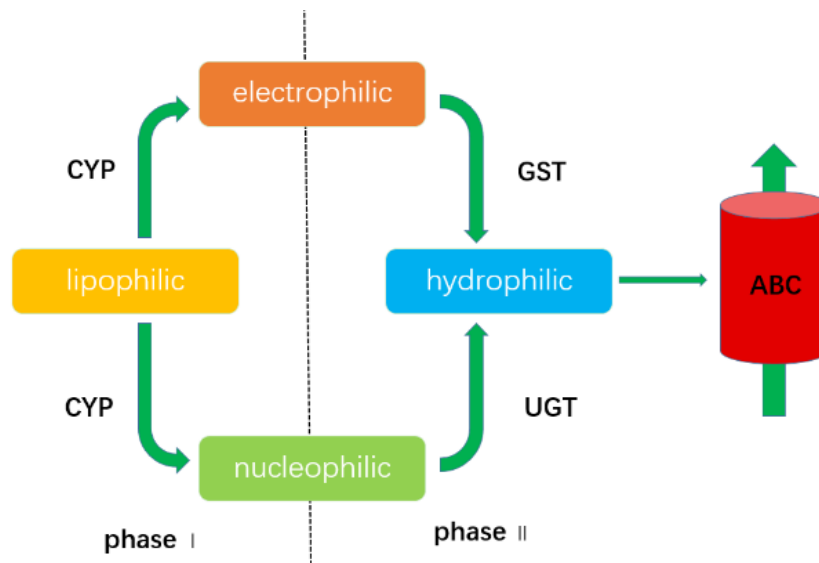 electrophilic
CYP
GST
lipophilic
hydrophilic
ABC
CYP
UGT
nucleophilic
phase Ⅰ
phase Ⅱ